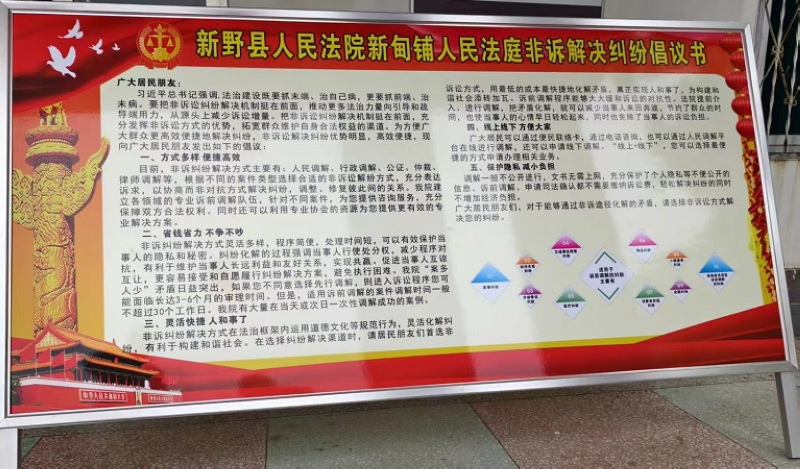 新野县人民法院新甸铺人民法庭非诉解决纠纷倡议书
广大居民朋友：
习近平总书记强调,法治建设既要抓末端、治已病，更要抓前端、治
未病。要把非诉讼纠纷解决机制挺在前面，推动更多法治力量向引导和疏
导端用力，从源头上减少诉讼增量。把非诉讼纠纷解决机制挺在前面，充
分发挥非诉讼方式的优势，拓宽群众维护自身合法权益的渠道，为方便广
大群众更高效便捷地解决纠纷，非诉讼解决纠纷优势明显，高效便捷，现
向广大居民发出如下的倡议：
一、方式多样 便捷高效
目前，非诉讼纠纷解决方式主要有：人民调解，行政调解、公证、仲裁、
律师调解等。根据不同的案件类型选择合适的非诉讼解纷方式，充分表达
诉求，以协商而非对抗方式解决纠纷，调整、修复彼此间的关系。我院建
立各领域的专业诉前调解队伍，针对不同案件，为您提供咨询服务，充分
保障双方合法权利。同时还可以利用专业协会的资源为您提供更有效的专
业解决方案。
二、省钱省力 不争不吵
非诉讼纠纷解决方式灵活多样，程序简便，处理时间短，可以有效保护当
事人的隐私和秘密，纠纷化解的过程强调当事人行使处分权，减少程序对
抗，有利于维护当事人长远利益和友好关系，实现共赢，促进当事人互谅
互让，更容易接受和自愿履行纠纷解决方案，避免执行困难。我院“案多
人少”矛盾日益突出，如果您不同意选择先行调解，则进入诉讼程序您可
能面临长达3-6个月的审理时间。但是，适用诉前调解的案件调解时间一般
不超过30个工作日。我院有大量在当天或次日一次性调解成功的案例。
三、灵活快捷 人和事了
非诉讼纠纷解决方式在法治框架内运用道德文化等规范行为，灵活化解纠
纷，有利于构建和谐社会。在选择纠纷解决渠道时，请居民朋友们首选非
诉讼方式，用最低的成本最快捷地化解矛盾，真正实现人和事了，为构建和
谐社会添砖加瓦。诉前调解程序能够大大缓和诉讼的对抗性。法院提前介
入，进行调解，把矛盾化解，就可以减少当事人来回奔波，节约了群众的时
间，也使当事人的心情早日轻松起来。同时也免除了当事人的诉讼负担。
四、线上线下 方便大家
广大居民可以通过便民联络卡，通过电话咨询，也可以通过人民调解平
台在线进行调解，还可以申请线下调解，“线上+线下”，您可以选择最便
捷的方式申请办理相关业务。
五、保护隐私 减小负担
调解一般不公开进行，文书无需上网，充分保护了个人隐私等不便公开的
信息。诉前调解、申请司法确认都不需要缴纳诉讼费，轻松解决纠纷的同时
不增加经济负担。
广大居民朋友们，对于能够通过非诉途径化解的矛盾，请选择非诉方式解
决您的纠纷。
适用于
诉前调解的纠纷
主要有
01
02
03
04
05
06
07
08
中华人民共和国万岁